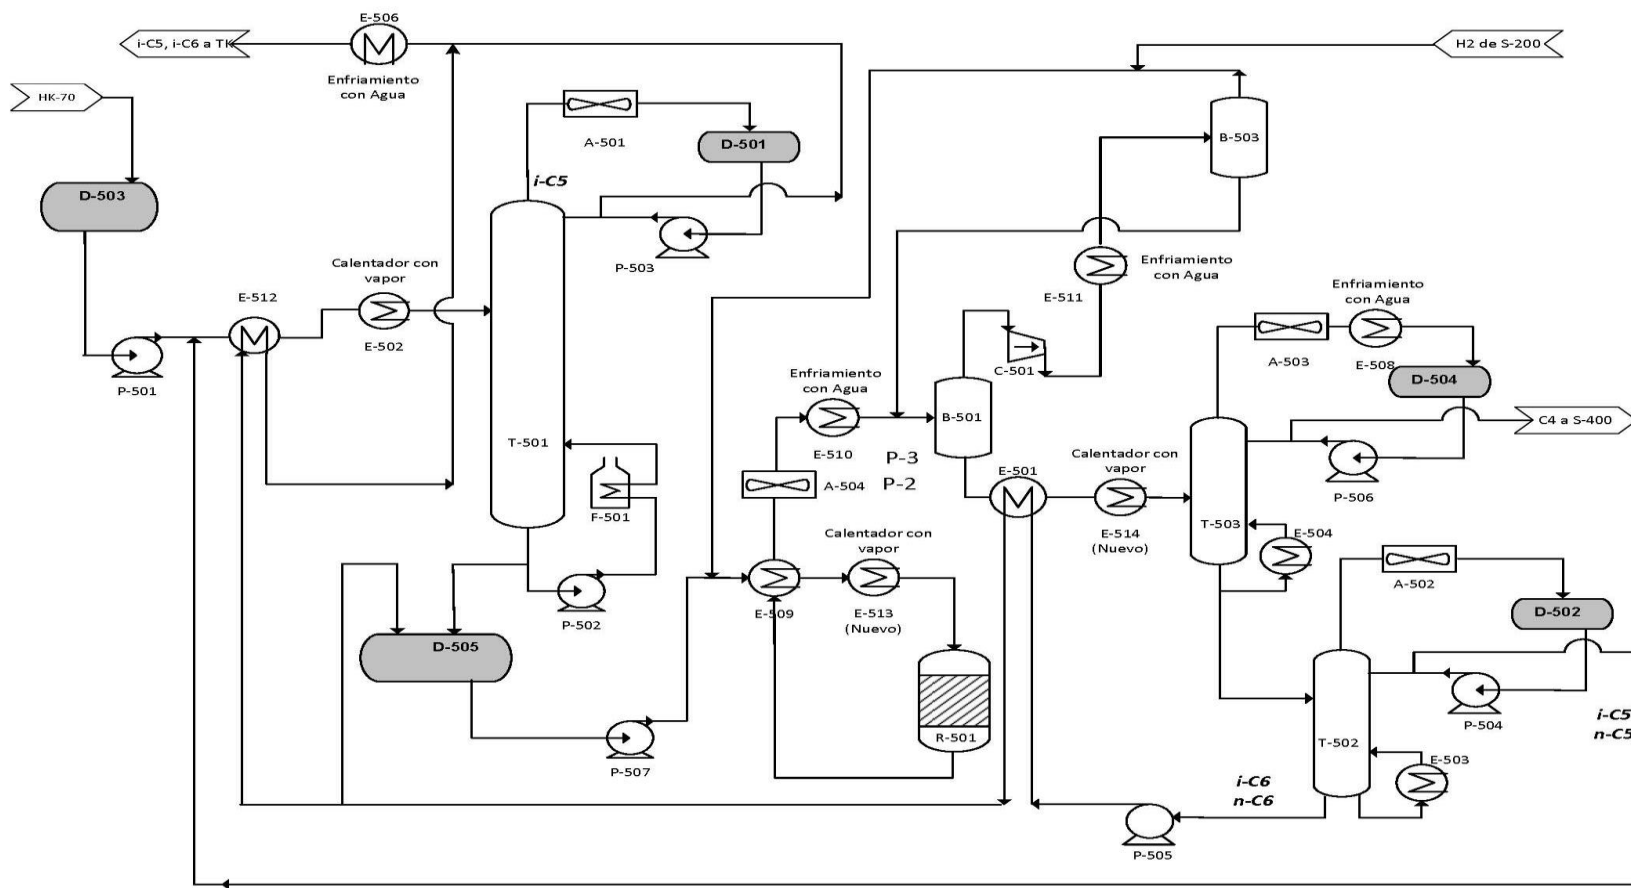 E-506
i-C5, i-C6 a TK
H2 de S-200
Enfriamiento
con Agua
HK-70
A-501
D-501
B-503
i-C5
D-503
P-503
Enfriamiento
con Agua
Calentador con
vapor
E-511
E-512
E-502
Enfriamiento
con Agua
A-503
E-508
P-501
C-501
D-504
Enfriamiento
con Agua
B-501
C4 a S-400
T-501
E-510
P-3
E-501
Calentador con
vapor
A-504
P-2
P-506
F-501
E-514
(Nuevo)
T-503
E-504
Calentador con
vapor
A-502
E-509
E-513
(Nuevo)
P-502
D-502
D-505
P-504
i-C5
n-C5
R-501
T-502
E-503
P-507
i-C6
n-C6
P-505